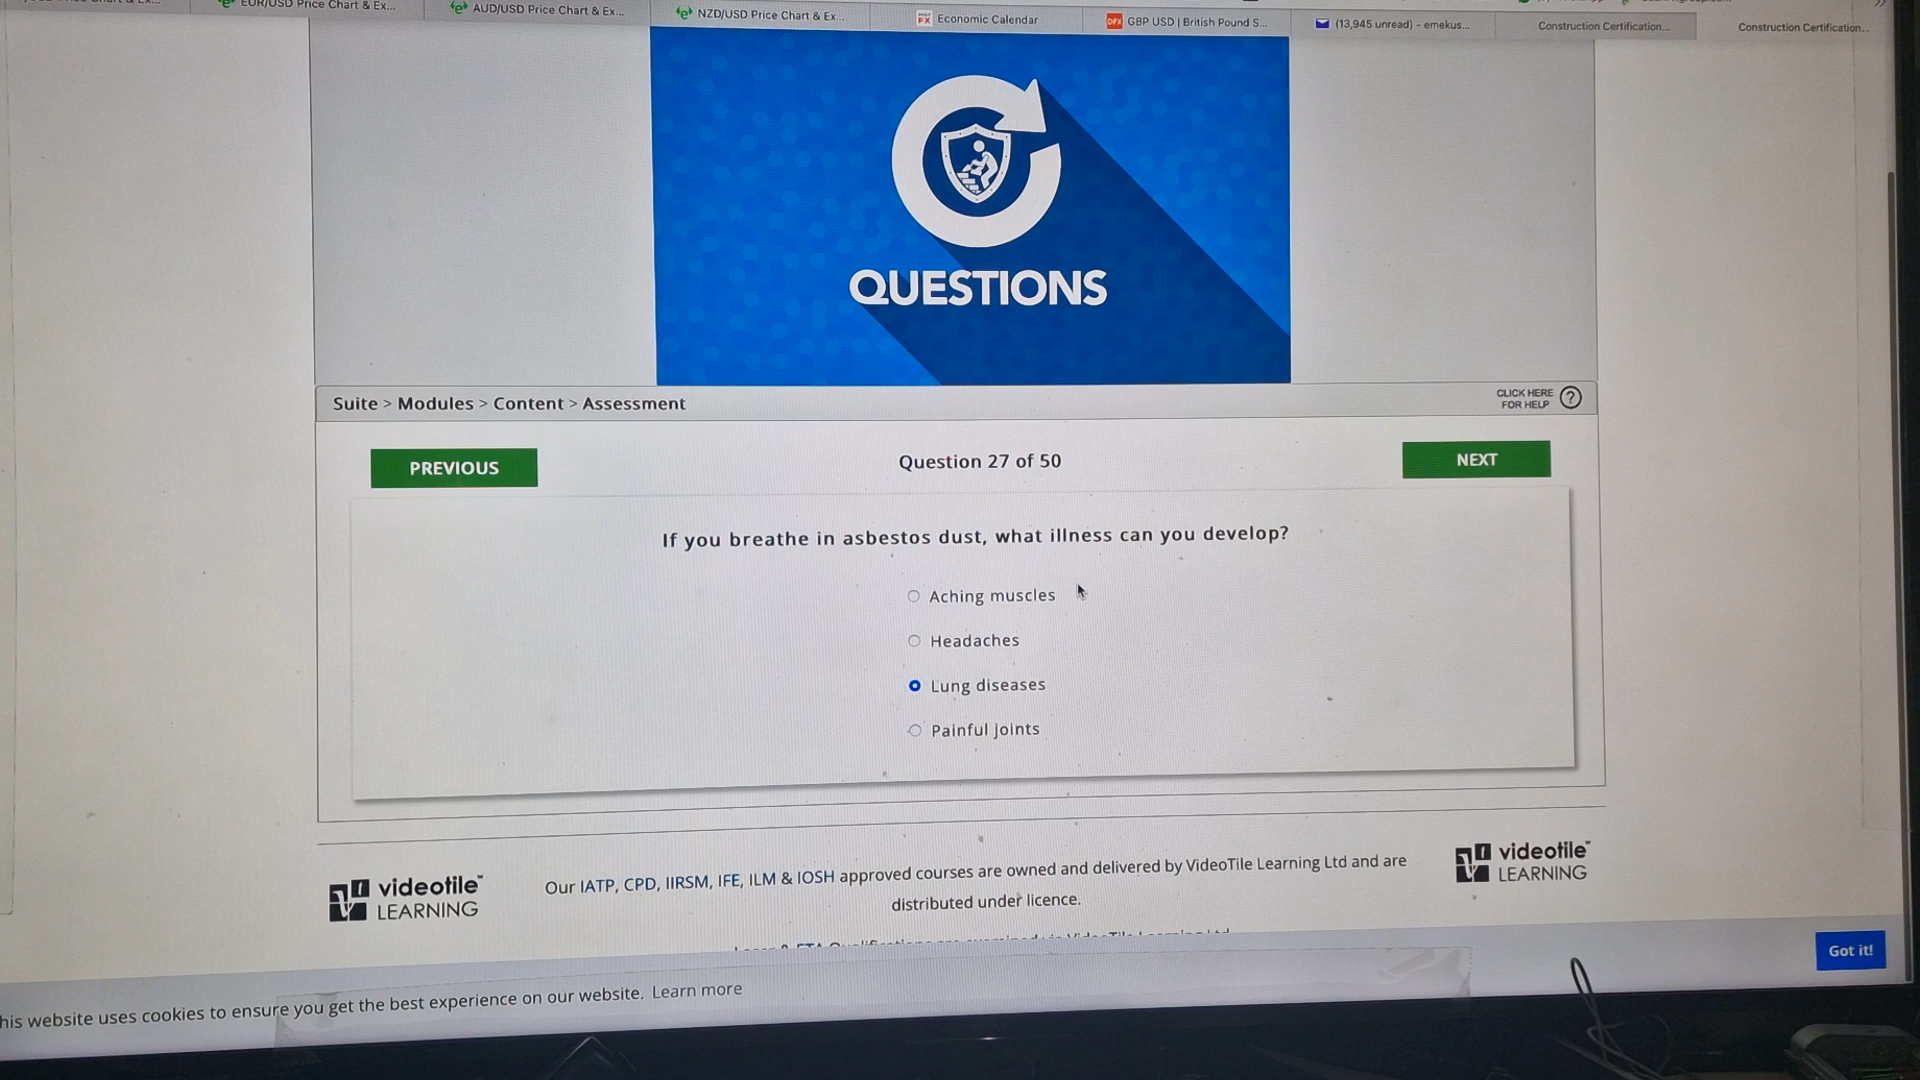 EUR/USD Price Chart & Ex...
AUD/USD Price Chart & Ex...
NZD/USD Price Chart & Ex...
FX Economic Calendar
DFX GBP USD | British Pound S...
(13,945 unread) - emekus...
Construction Certification...
Construction Certification...
QUESTIONS
Suite > Modules > Content > Assessment
CLICK HERE
FOR HELP ?
PREVIOUS
Question 27 of 50
NEXT
If you breathe in asbestos dust, what illness can you develop?
Aching muscles
Headaches
Lung diseases
Painful joints
videotile™
LEARNING
Our IATP, CPD, IIRSM, IFE, ILM & IOSH approved courses are owned and delivered by VideoTile Learning Ltd and are
distributed under licence.
videotile™
LEARNING
Got it!
his website uses cookies to ensure you get the best experience on our website. Learn more